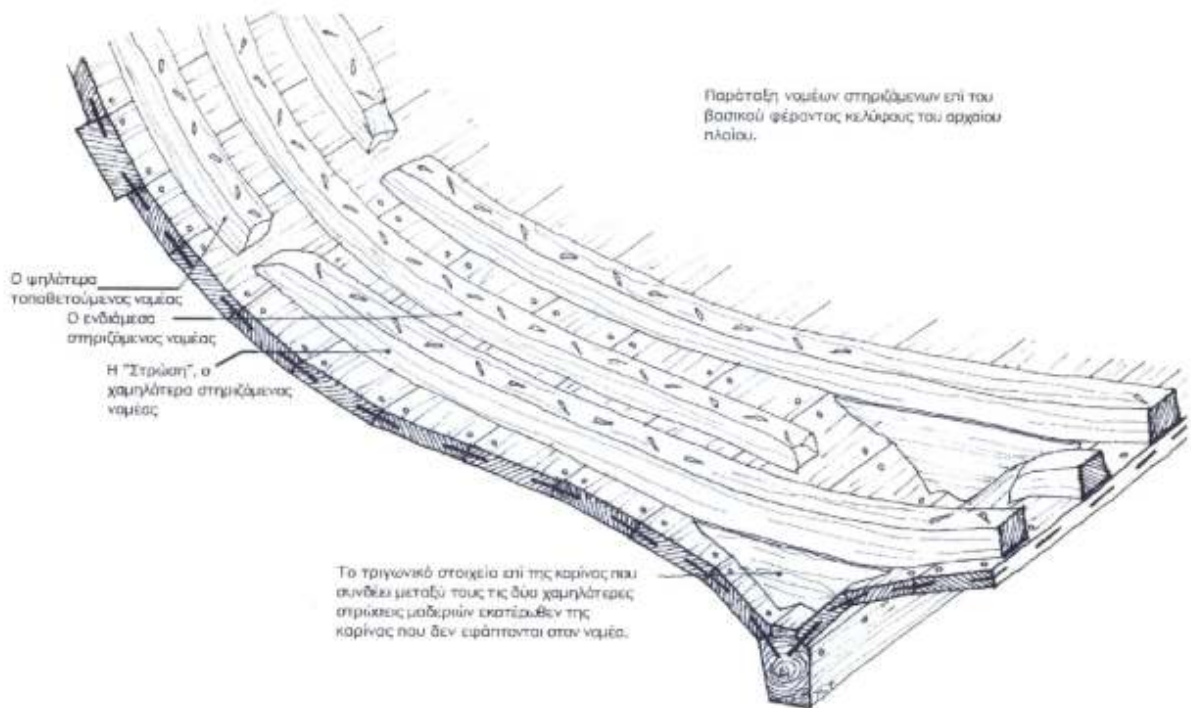 Παράταξη νομέων στηριζόμενων επί του
βασικού φέροντος κελύφους του αρχαίου
πλοίου.
Ο ψηλότερα
τοποθετούμενος νομέας
Ο ενδιάμεσα
στηριζόμενος νομέας
Η "Στρώση", ο
χαμηλότερα στηριζόμενος
νομέας
Το τριγωνικό στοιχείο επί της καρίνας που
συνδέει μεταξύ τους τις δύο χαμηλότερες
στρώσεις μαδεριών εκατέρωθεν της
καρίνας που δεν εφάπτονται στον νομέα.